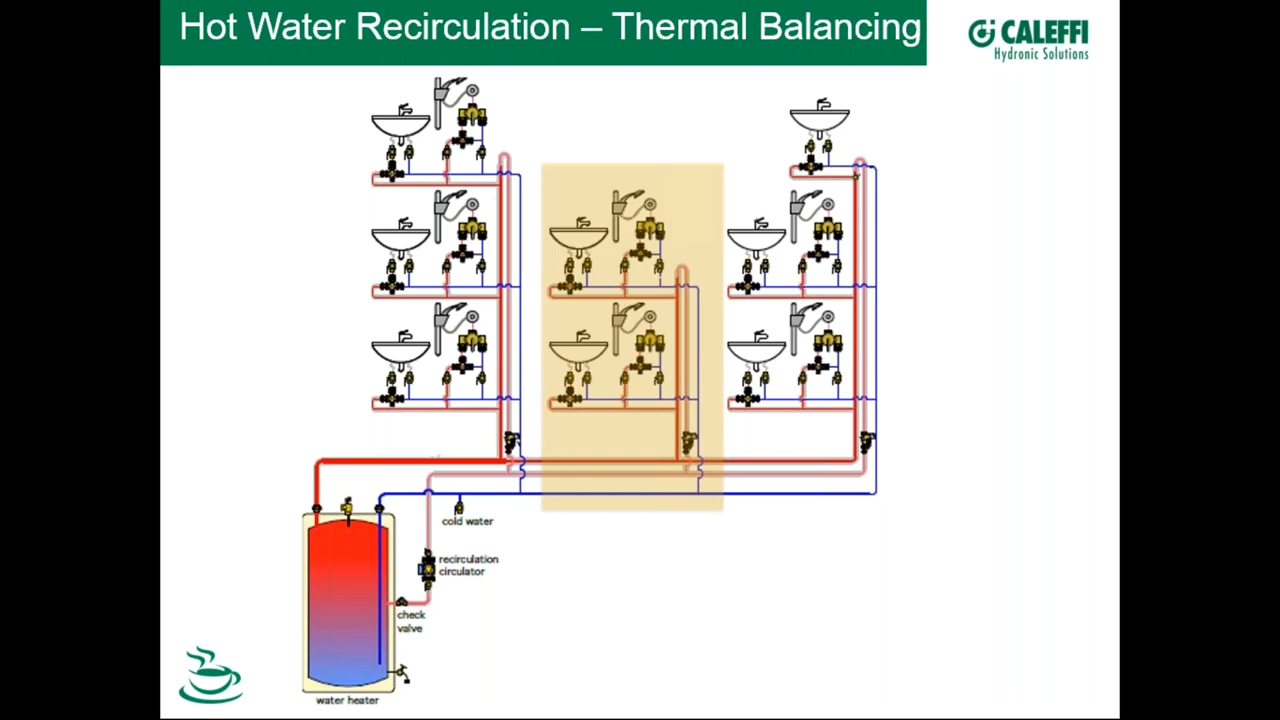 Hot Water Recirculation – Thermal Balancing
CALEFFI
Hydronic Solutions
cold water
recirculation
circulator
check
valve
water heater